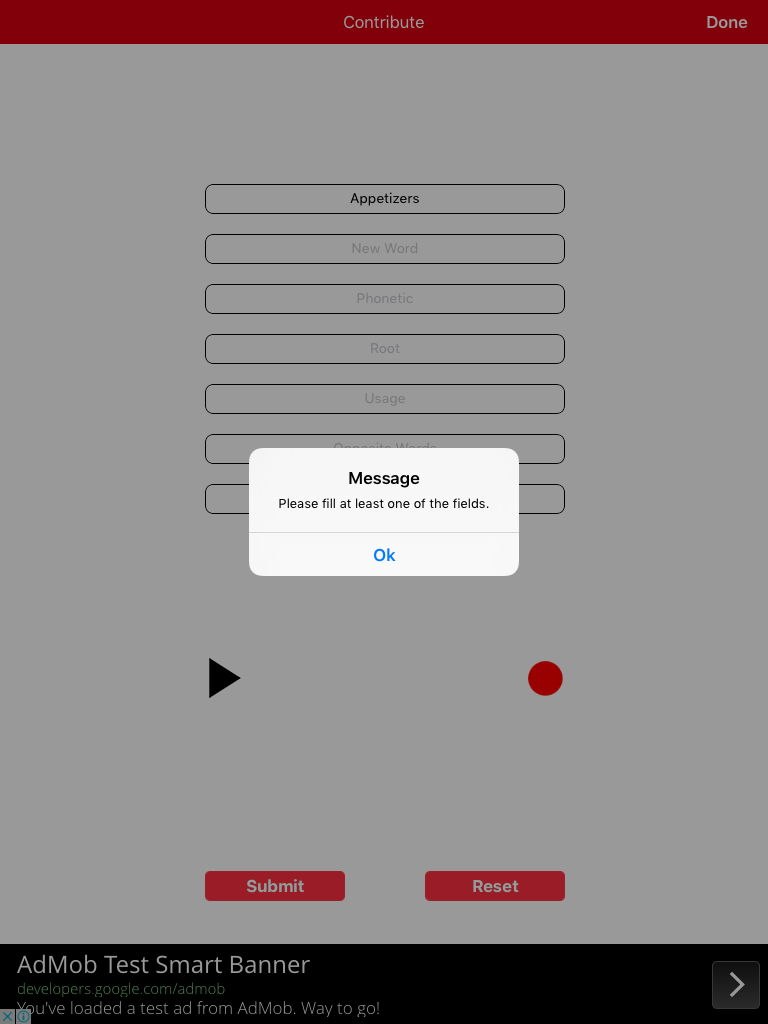 Contribute
Done
Appetizers
New Word
Phonetic
Root
Usage
Opposite Words
Message
Please fill at least one of the fields.
Ok
Submit
Reset
AdMob Test Smart Banner
developers.google.com/admob
You've loaded a test ad from AdMob. Way to go!